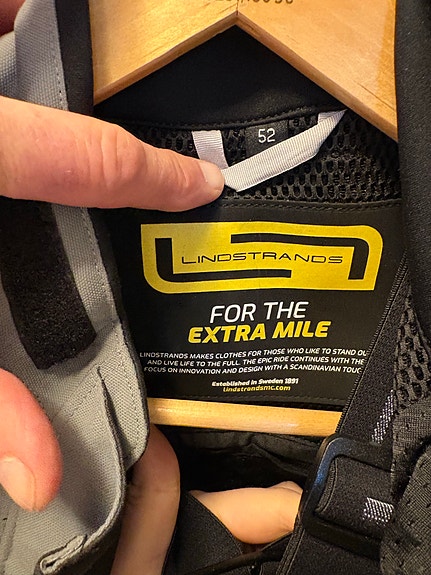 52
LINDSTRANDS
FOR THE
EXTRA MILE
LINDSTRANDS MAKES CLOTHES FOR THOSE WHO LIKE TO STAND
AND LIVE LIFE TO THE FULL. THE EPIC RIDE CONTINUES WITH THE
FOCUS ON INNOVATION AND DESIGN WITH A SCANDINAVIAN
Established in Sweden 1891
lindstrandsmc.com